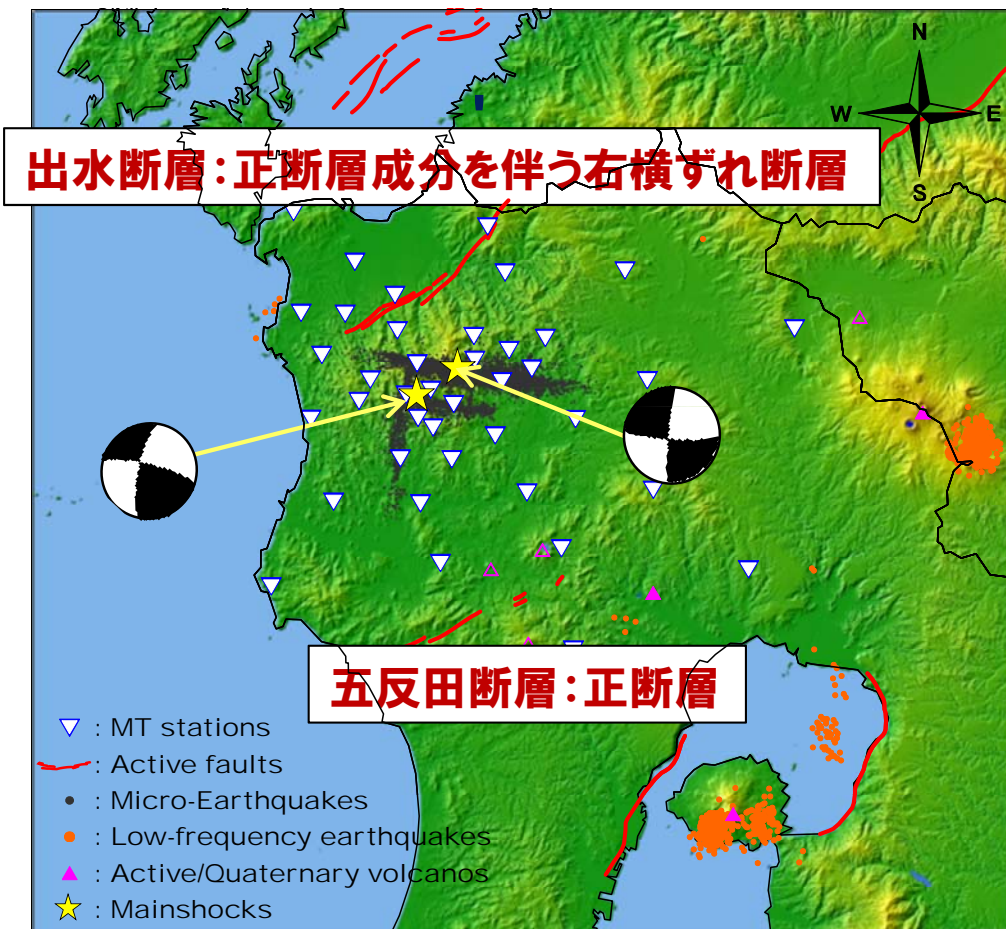 N
W E
S
出水断層：正断層成分を伴う右横ずれ断層
五反田断層：正断層
: MT stations
: Active faults
: Micro-Earthquakes
: Low-frequency earthquakes
: Active/Quaternary volcanos
: Mainshocks